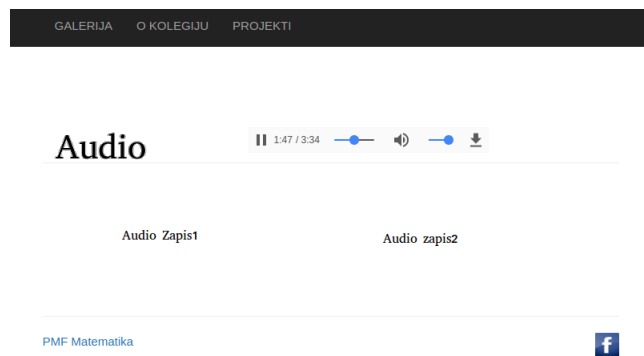 GALERIJA O KOLEGIJU PROJEKTI
Audio 1:47 / 3:34
Audio Zapis1 Audio zapis2
PMF Matematika f